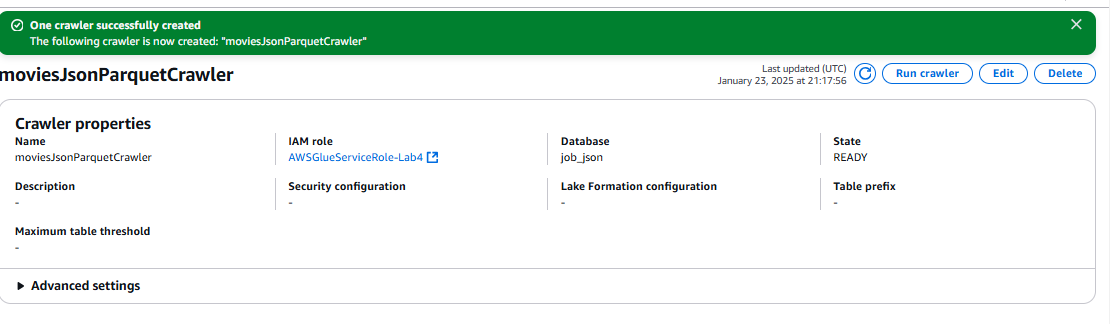 One crawler successfully created
The following crawler is now created: "moviesJsonParquetCrawler"
moviesJsonParquetCrawler
Last updated (UTC)
January 23, 2025 at 21:17:56
Run crawler
Edit
Delete
Crawler properties
Name
moviesJsonParquetCrawler
IAM role
AWSGlueServiceRole-Lab4
Database
job_json
State
READY
Description
-
Security configuration
-
Lake Formation configuration
-
Table prefix
-
Maximum table threshold
-
Advanced settings